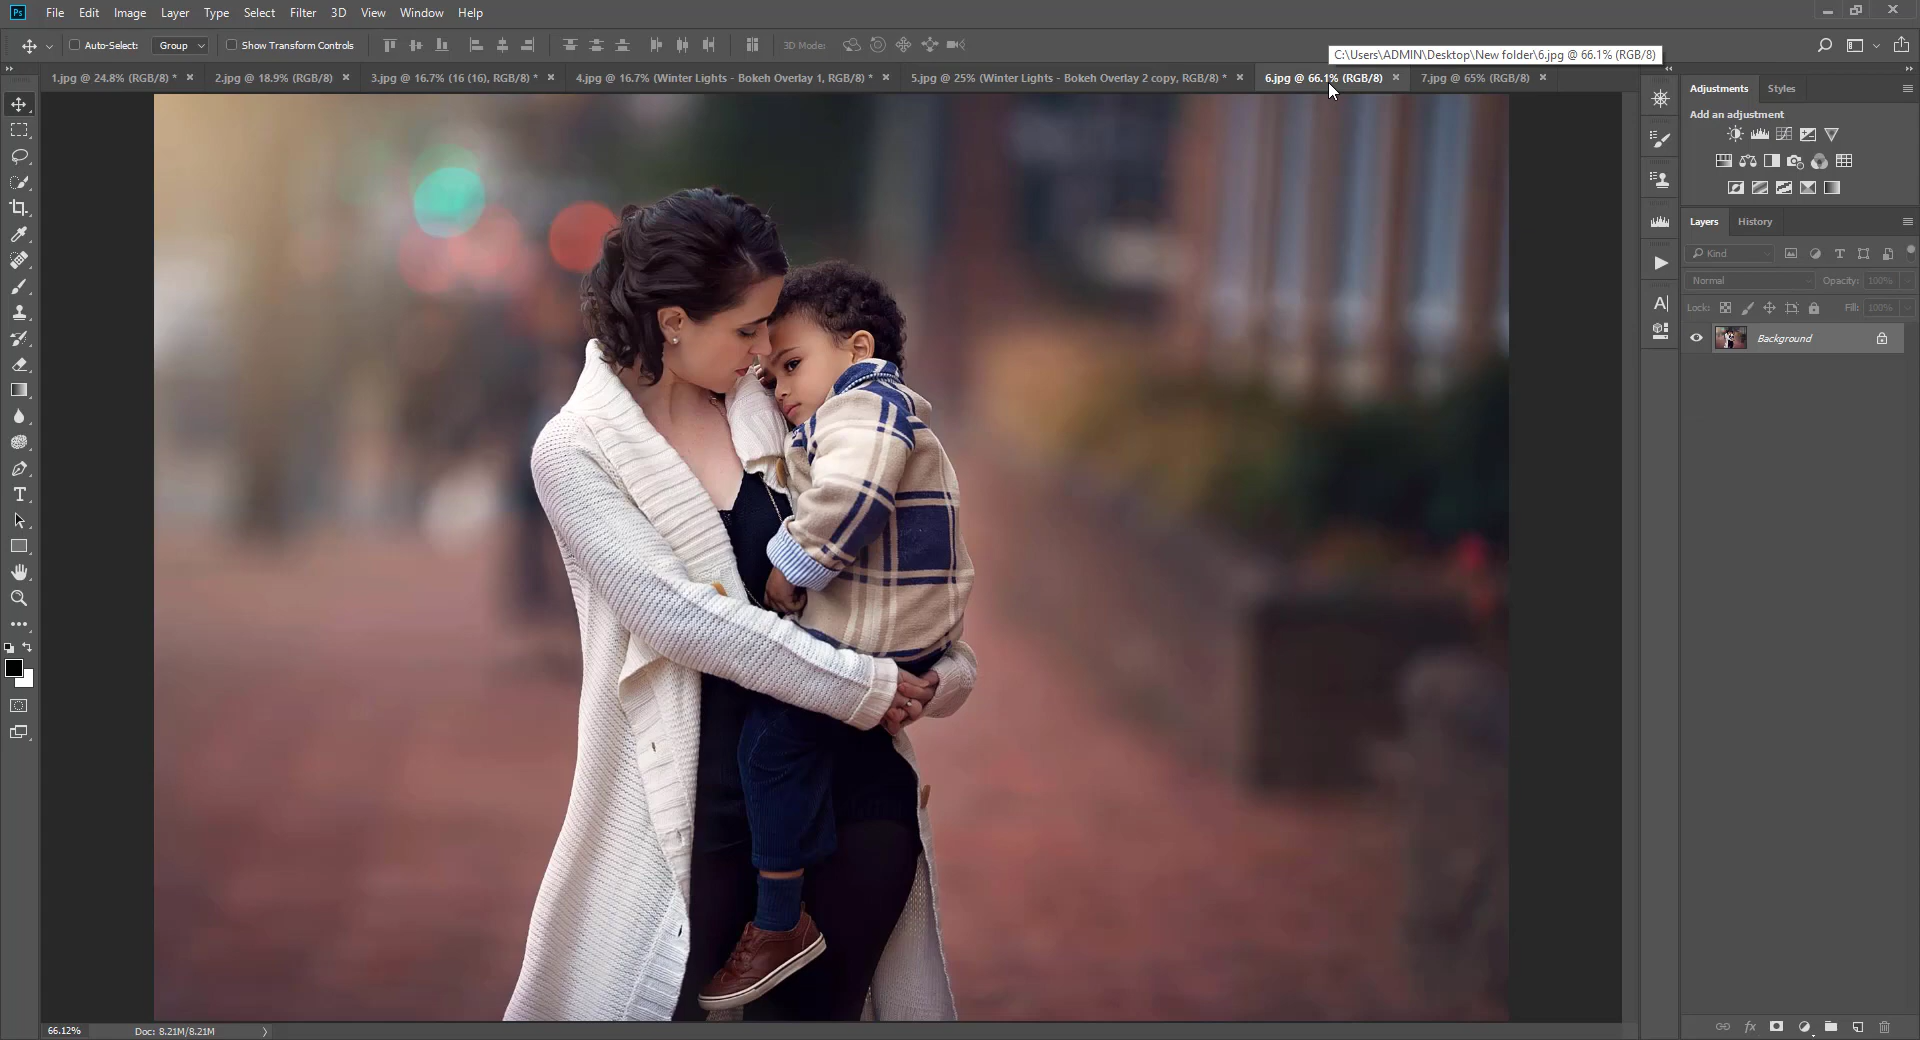 Ps File Edit Image Layer Type Select Filter 3D View Window Help
Auto-Select: Group Show Transform Controls 3D Mode:
C:\Users\ADMIN\Desktop\New folder\6.jpg @ 66.1% (RGB/8)
1.jpg @ 24.8% (RGB/8) * 2.jpg @ 18.9% (RGB/8) 3.jpg @ 16.7% (16 (16), RGB/8) * 4.jpg @ 16.7% (Winter Lights - Bokeh Overlay 1, RGB/8) * 5.jpg @ 25% (Winter Lights - Bokeh Overlay 2 copy, RGB/8) * 6.jpg @ 66.1% (RGB/8) 7.jpg @ 65% (RGB/8)
Adjustments Styles
Add an adjustment
Layers History
Kind
Normal Opacity: 100%
Lock: Fill: 100%
Background
66.12% Doc: 8.21M/8.21M